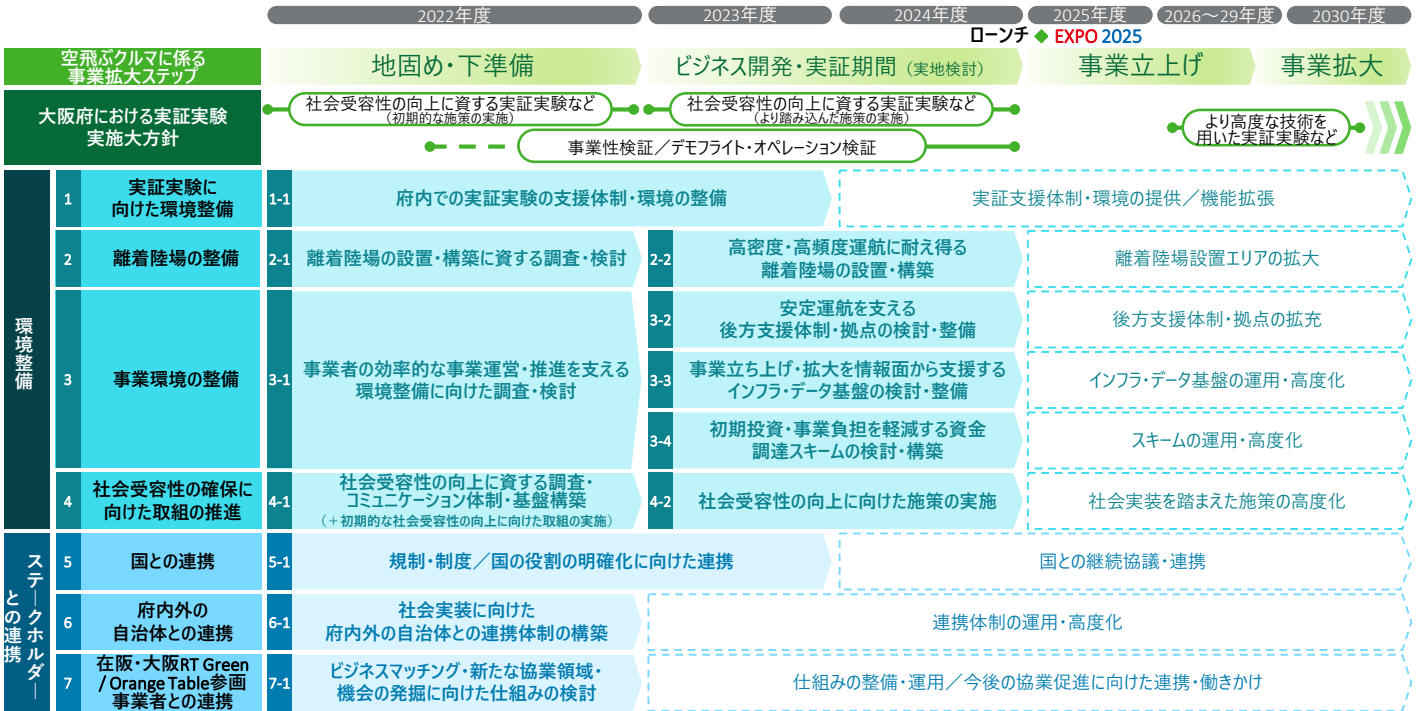 2022年度
2023年度
2024年度
2025年度
2026～29年度
2030年度
ローンチ ◆ EXPO 2025
空飛ぶクルマに係る
事業拡大ステップ
地固め・下準備
ビジネス開発・実証期間（実地検討）
事業立上げ
事業拡大
大阪府における実証実験
実施大方針
社会受容性の向上に資する実証実験など
（初期的な施策の実施）
社会受容性の向上に資する実証実験など
（より踏み込んだ施策の実施）
事業性検証／デモフライト・オペレーション検証
より高度な技術を
用いた実証実験など
環境整備
1
実証実験に
向けた環境整備
1-1
府内での実証実験の支援体制・環境の整備
実証支援体制・環境の提供／機能拡張
2
離着陸場の整備
2-1
離着陸場の設置・構築に資する調査・検討
2-2
高密度・高頻度運航に耐え得る
離着陸場の設置・構築
離着陸場設置エリアの拡大
3
事業環境の整備
3-1
事業者の効率的な事業運営・推進を支える
環境整備に向けた調査・検討
3-2
安定運航を支える
後方支援体制・拠点の検討・整備
後方支援体制・拠点の拡充
3-3
事業立ち上げ・拡大を情報面から支援する
インフラ・データ基盤の検討・整備
インフラ・データ基盤の運用・高度化
3-4
初期投資・事業負担を軽減する資金
調達スキームの検討・構築
スキームの運用・高度化
4
社会受容性の確保に
向けた取組の推進
4-1
社会受容性の向上に資する調査・
コミュニケーション体制・基盤構築
（＋初期的な社会受容性の向上に向けた取組の実施）
4-2
社会受容性の向上に向けた施策の実施
社会実装を踏まえた施策の高度化
ステークホルダー
との連携
5
国との連携
5-1
規制・制度／国の役割の明確化に向けた連携
国との継続協議・連携
6
府内外の
自治体との連携
6-1
社会実装に向けた
府内外の自治体との連携体制の構築
連携体制の運用・高度化
7
在阪・大阪RT Green
/ Orange Table参画
事業者との連携
7-1
ビジネスマッチング・新たな協業領域・
機会の発掘に向けた仕組みの検討
仕組みの整備・運用／今後の協業促進に向けた連携・働きかけ